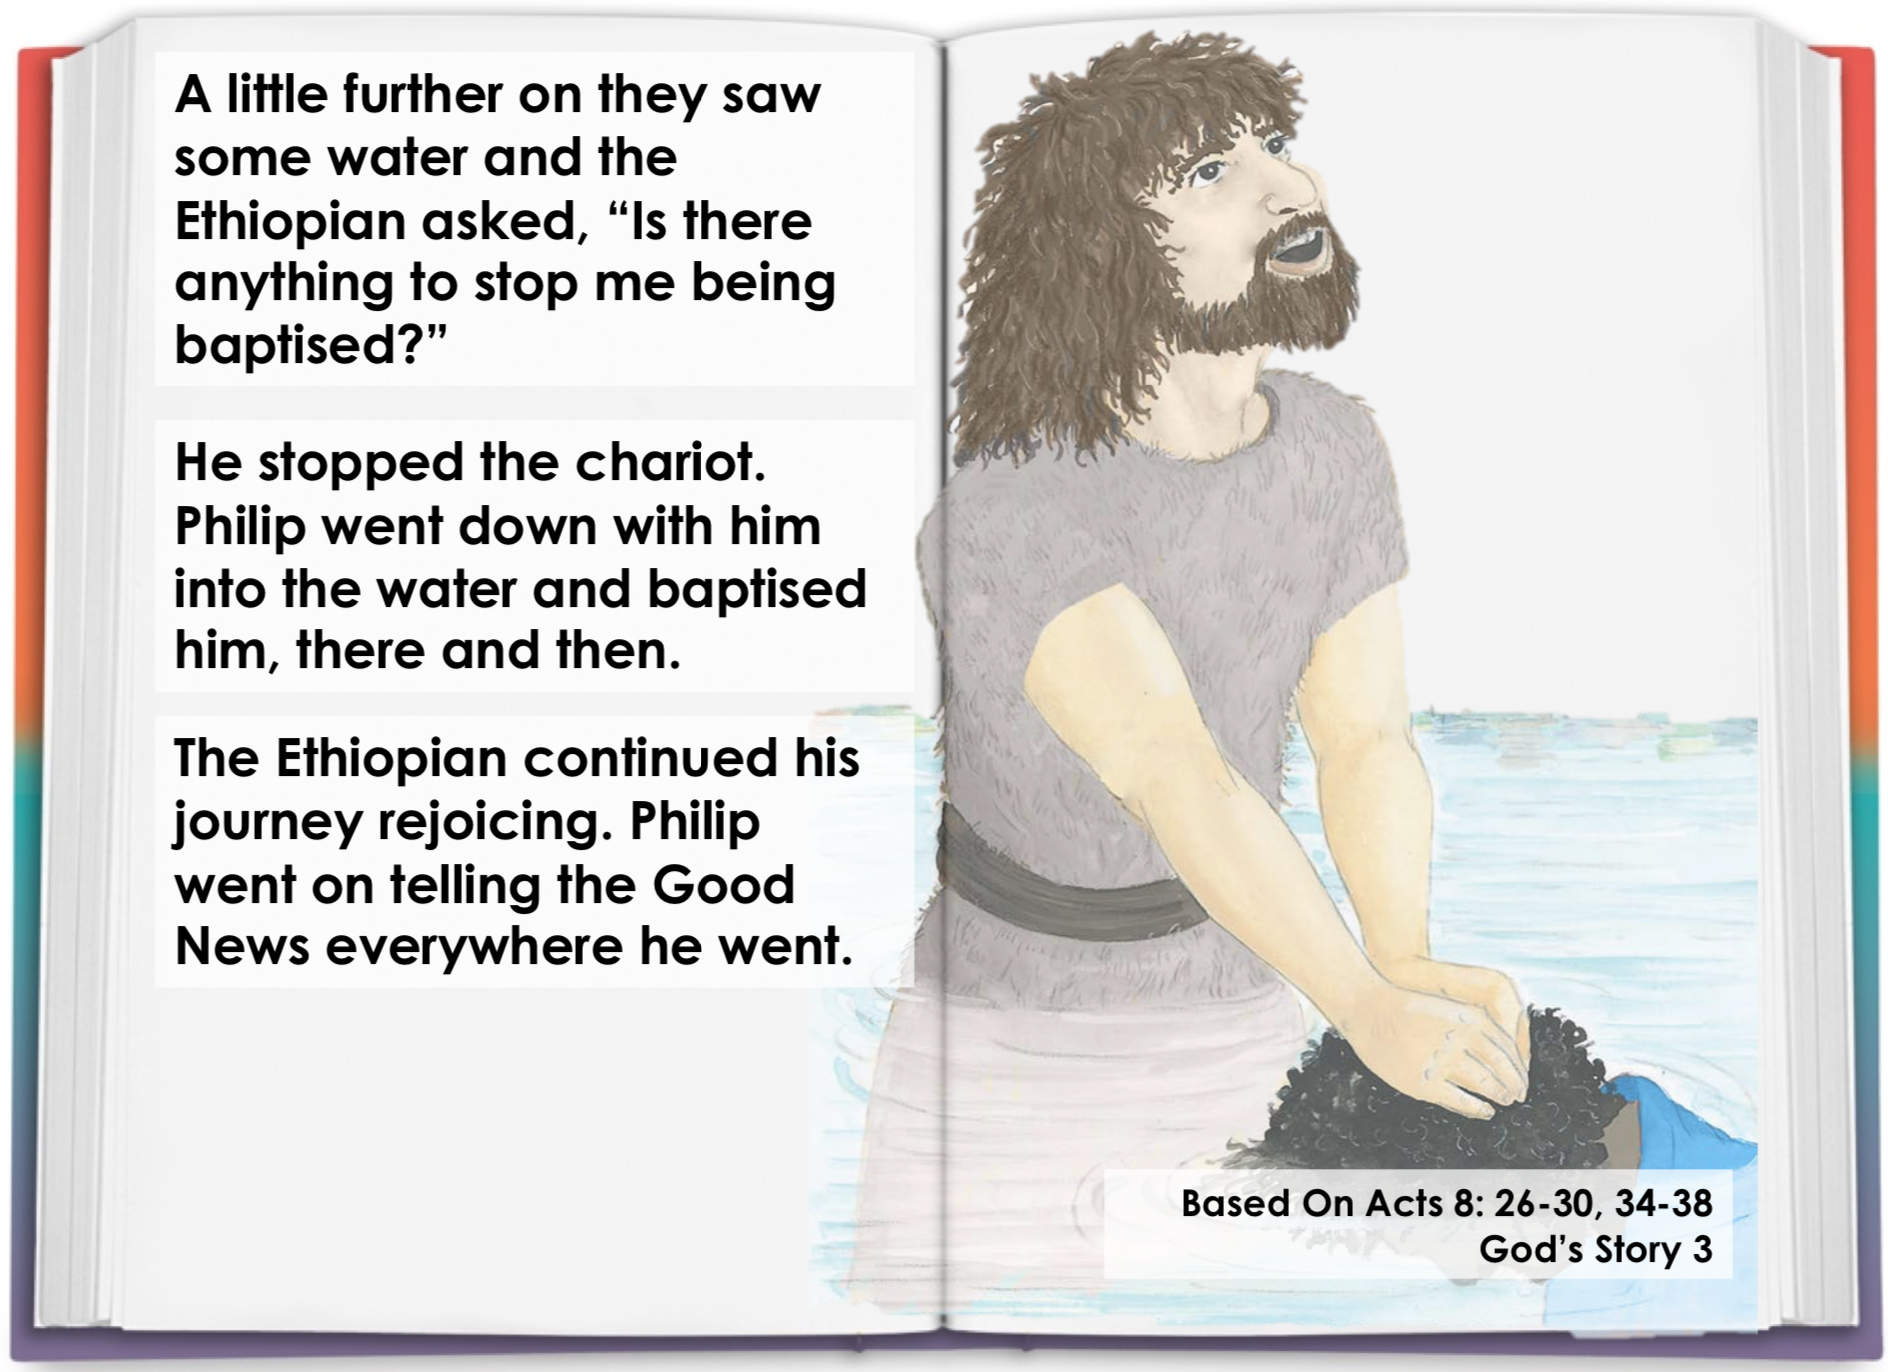 A little further on they saw
some water and the
Ethiopian asked, “Is there
anything to stop me being
baptised?”
He stopped the chariot.
Philip went down with him
into the water and baptised
him, there and then.
The Ethiopian continued his
journey rejoicing. Philip
went on telling the Good
News everywhere he went.
Based On Acts 8: 26-30, 34-38
God’s Story 3